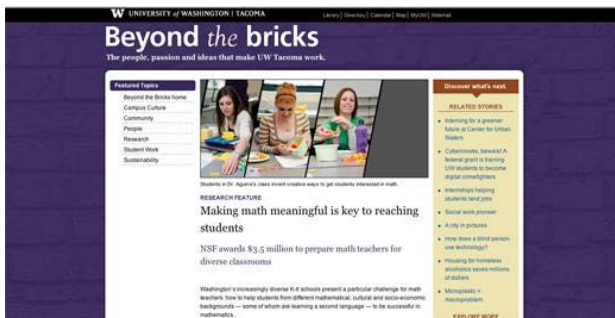 W UNIVERSITY of WASHINGTON | TACOMA
Library | Directory | Calendar | Map | MyUW | Webmail
Beyond the bricks
The people, passion and ideas that make UW Tacoma work.
Featured Topics
Beyond the Bricks home
Campus Culture
Community
People
Research
Student Work
Sustainability
Students in Dr. Aguirre's class invent creative ways to get students interested in math.
RESEARCH FEATURE
Making math meaningful is key to reaching
students
NSF awards $3.5 million to prepare math teachers for
diverse classrooms
Washington's increasingly diverse K-8 schools present a particular challenge for math
teachers: how to help students from different mathematical, cultural and socio-economic
backgrounds — some of whom are learning a second language — to be successful in
mathematics.
Discover what's next.
RELATED STORIES
Interning for a greener
future at Center for Urban
Waters
Cybercrooks, beware! A
federal grant is training
UW students to become
digital crimefighters
Internships helping
students land jobs
Social work pioneer
A city in pictures
How does a blind person
use technology?
Housing for homeless
alcoholics saves millions
of dollars
Microplastic =
macroproblem
EXPLORE MORE